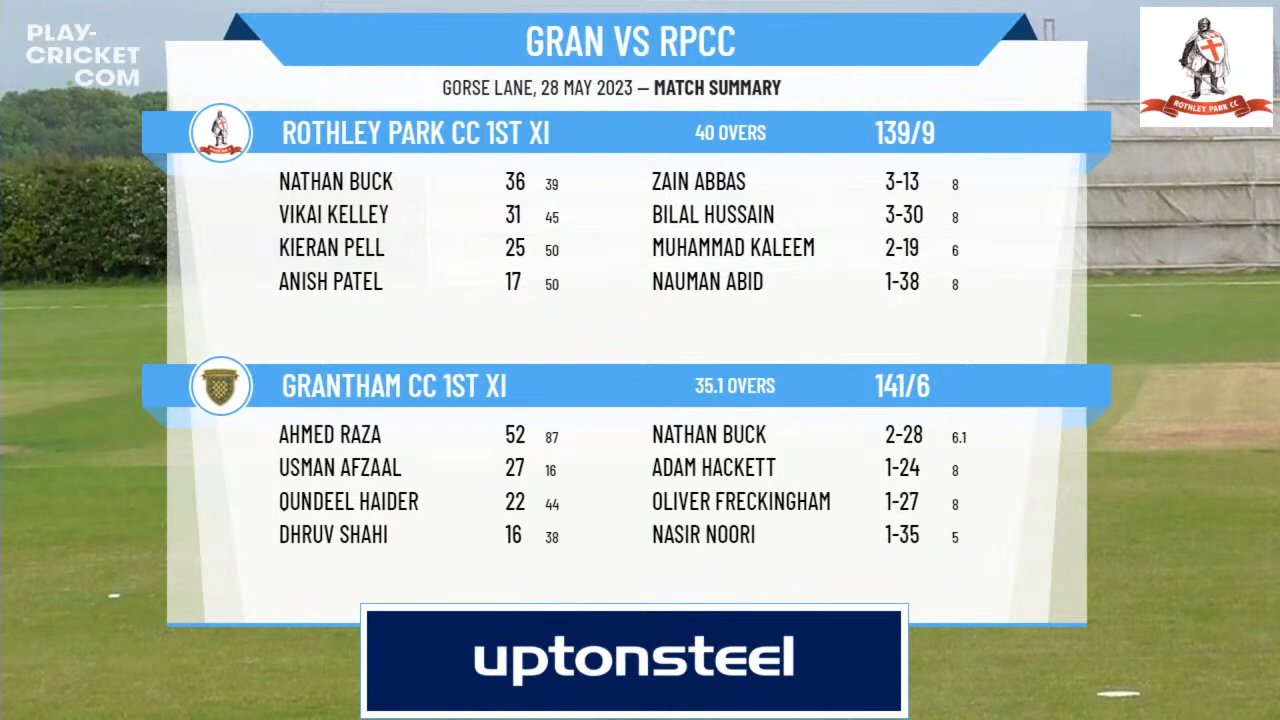 PLAY-
CRICKET
.COM
GRAN VS RPCC
ROTHLEY PARK CC
GORSE LANE, 28 MAY 2023 – MATCH SUMMARY
ROTHLEY PARK CC 1ST XI 40 OVERS 139/9
NATHAN BUCK 36 39 ZAIN ABBAS 3-13 8
VIKAI KELLEY 31 45 BILAL HUSSAIN 3-30 8
KIERAN PELL 25 50 MUHAMMAD KALEEM 2-19 6
ANISH PATEL 17 50 NAUMAN ABID 1-38 8
GRANTHAM CC 1ST XI 35.1 OVERS 141/6
AHMED RAZA 52 87 NATHAN BUCK 2-28 6.1
USMAN AFZAAL 27 16 ADAM HACKETT 1-24 8
QUNDEEL HAIDER 22 44 OLIVER FRECKINGHAM 1-27 8
DHRUV SHAHI 16 38 NASIR NOORI 1-35 5
uptonsteel